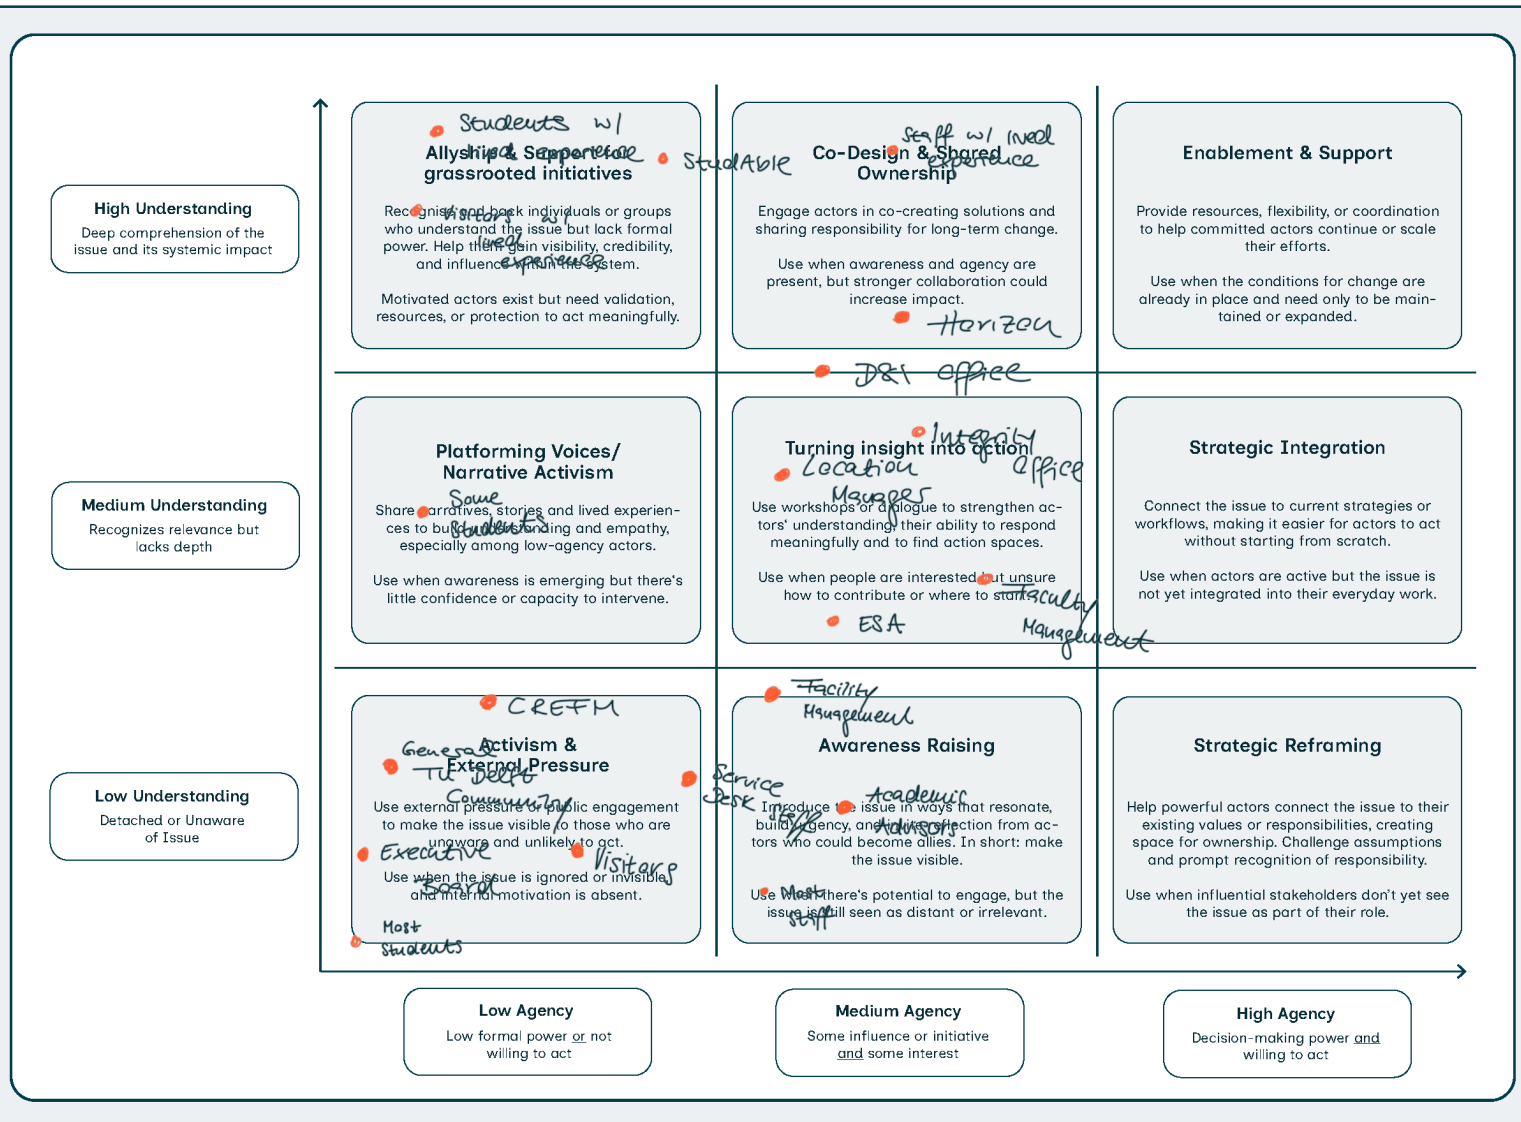 High Understanding
Deep comprehension of the
issue and its systemic impact
Students w/
lived experience
Allyship & Support for
grassrooted initiatives
StudAble
Recognise and back individuals or groups
who understand the issue but lack formal
power. Help them gain visibility, credibility,
and influence within the system.
Visitors w/
lived
experience
Motivated actors exist but need validation,
resources, or protection to act meaningfully.
Staff w/ lived
experience
Co-Design & Shared
Ownership
Engage actors in co-creating solutions and
sharing responsibility for long-term change.
Use when awareness and agency are
present, but stronger collaboration could
increase impact.
Horizon
D&I office
Enablement & Support
Provide resources, flexibility, or coordination
to help committed actors continue or scale
their efforts.
Use when the conditions for change are
already in place and need only to be main-
tained or expanded.
Medium Understanding
Recognizes relevance but
lacks depth
Platforming Voices/
Narrative Activism
Some
Students
Share narratives, stories and lived experien-
ces to build understanding and empathy,
especially among low-agency actors.
Use when awareness is emerging but there's
little confidence or capacity to intervene.
Integrity
office
Turning insight into action
Location
Manager
Use workshops or dialogue to strengthen ac-
tors' understanding, their ability to respond
meaningfully and to find action spaces.
Use when people are interested but unsure
how to contribute or where to start.
Faculty
Management
ESA
Strategic Integration
Connect the issue to current strategies or
workflows, making it easier for actors to act
without starting from scratch.
Use when actors are active but the issue is
not yet integrated into their everyday work.
Low Understanding
Detached or Unaware
of Issue
CREFM
Activism &
External Pressure
General
TU Delft
Community
Use external pressure or public engagement
to make the issue visible to those who are
unaware and unlikely to act.
Executive
Board
Visitors
Use when the issue is ignored or invisible,
and internal motivation is absent.
Most
Students
Facility
Management
Awareness Raising
Service
Desk
Staff
Academic
Advisors
Introduce the issue in ways that resonate,
build urgency, and invite reflection from ac-
tors who could become allies. In short: make
the issue visible.
Most
Staff
Use when there's potential to engage, but the
issue is still seen as distant or irrelevant.
Strategic Reframing
Help powerful actors connect the issue to their
existing values or responsibilities, creating
space for ownership. Challenge assumptions
and prompt recognition of responsibility.
Use when influential stakeholders don't yet see
the issue as part of their role.
Low Agency
Low formal power or not
willing to act
Medium Agency
Some influence or initiative
and some interest
High Agency
Decision-making power and
willing to act